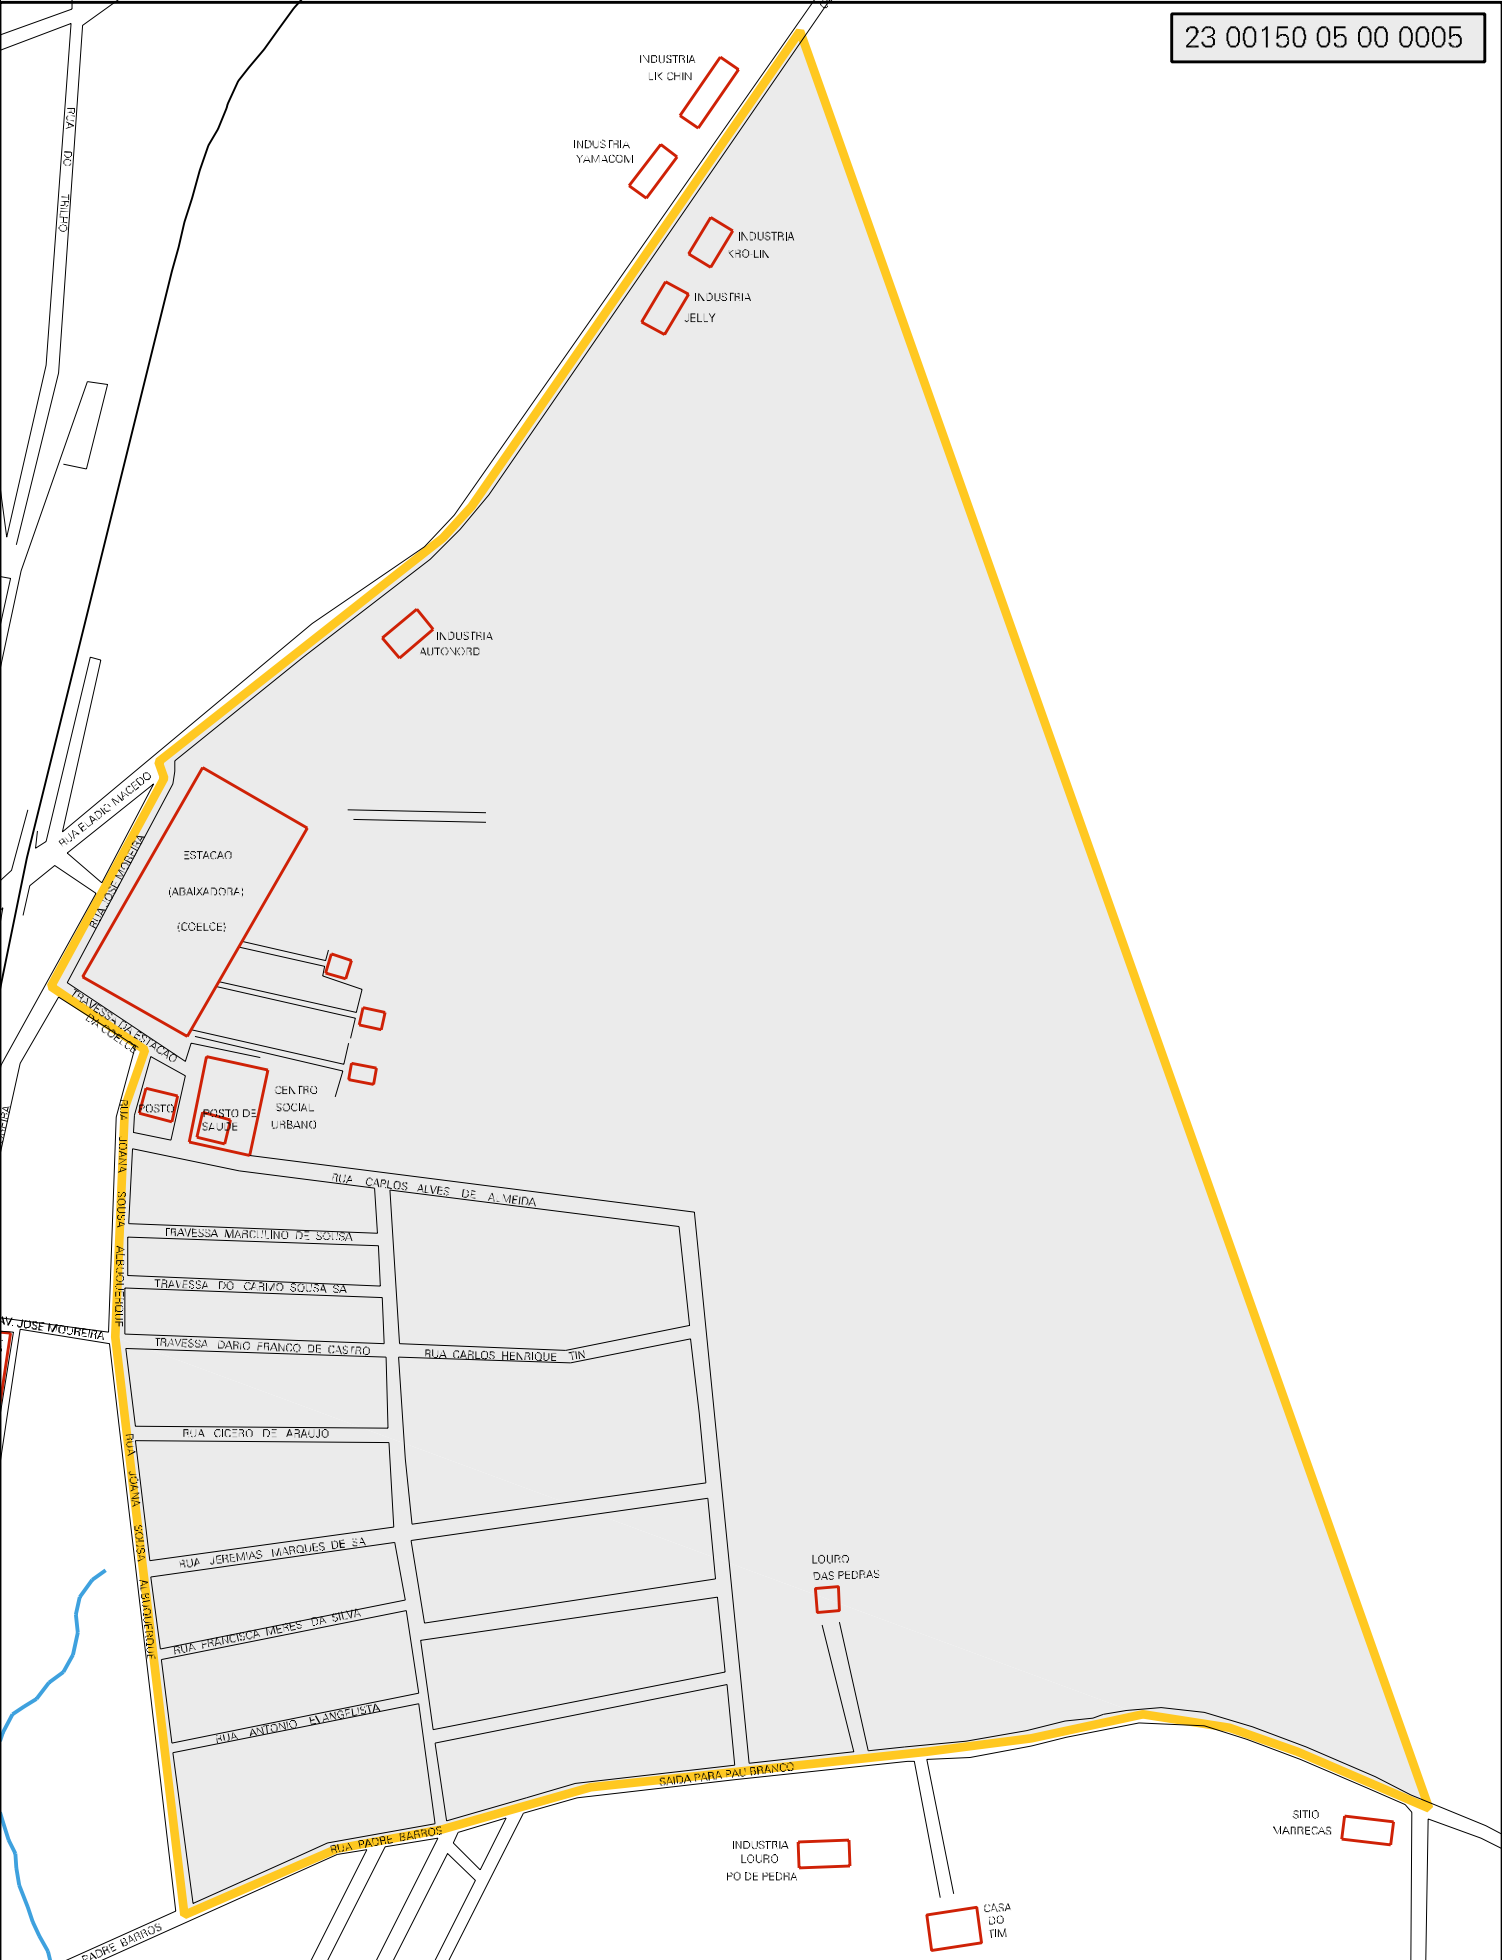 23 00150 05 00 0005
INDUSTRIA
LIK CHIN
INDUSTRIA
YAMACOM
RUA DO TRILHO
INDUSTRIA
KRO-LIN
INDUSTRIA
JELLY
INDUSTRIA
AUTONORD
RUA ELADIO MACEDO
RUA JOSE MOREIRA
ESTACAO
(ABAIXADORA)
(COELCE)
TRAVESSA DA ESTACAO
DA COELCE
POSTO
POSTO DE
SAUDE
CENTRO
SOCIAL
URBANO
RUA JOANA SOUSA ALBUQUERQUE
RUA CARLOS ALVES DE ALMEIDA
TRAVESSA MARCULINO DE SOUSA
TRAVESSA DO CARMO SOUSA SA
AV. JOSE MOUREIRA
TRAVESSA DARIO FRANCO DE CASTRO
RUA CARLOS HENRIQUE TIN
RUA CICERO DE ARAUJO
RUA JOANA SOUSA ALBUQUERQUE
RUA JEREMIAS MARQUES DE SA
LOURO
DAS PEDRAS
RUA FRANCISCA MERES DA SILVA
RUA ANTONIO EVANGELISTA
SAIDA PARA PAU BRANCO
RUA PADRE BARROS
SITIO
MARRECAS
INDUSTRIA
LOURO
PO DE PEDRA
CASA
DO
TIM
PADRE BARROS